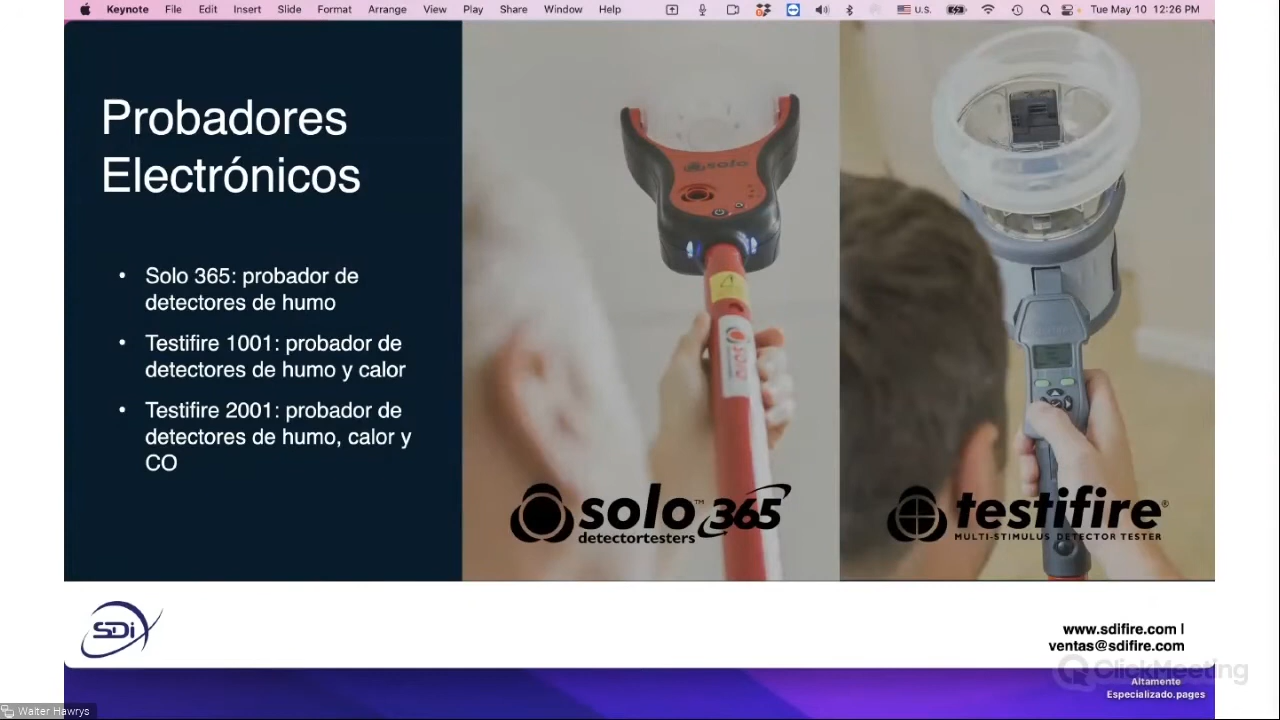 Keynote File Edit Insert Slide Format Arrange View Play Share Window Help U.S. Tue May 10 12:26 PM
Probadores
Electrónicos
• Solo 365: probador de
detectores de humo
• Testifire 1001: probador de
detectores de humo y calor
• Testifire 2001: probador de
detectores de humo, calor y
CO
solo
solo
solo™ 365
detectortesters
testifire®
MULTI-STIMULUS DETECTOR TESTER
SDi
www.sdifire.com |
ventas@sdifire.com
ClickMeeting
Altamente
Especializado.pages
Walter Hawrys